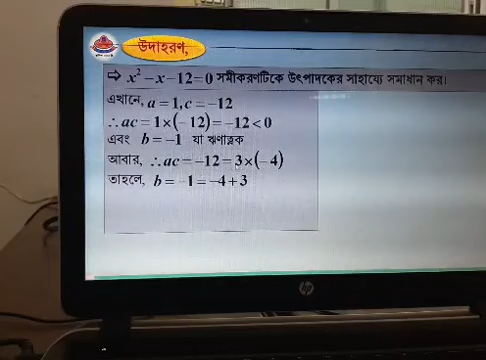 উদাহরণ,
⇨ x² – x – 12 = 0 সমীকরণটিকে উৎপাদকের সাহায্যে সমাধান কর।
এখানে, a = 1, c = –12
∴ ac = 1×(–12) = –12 < 0
এবং b = –1 যা ঋণাত্নক
আবার, ∴ ac = –12 = 3×(–4)
তাহলে, b = –1 = –4 + 3
hp